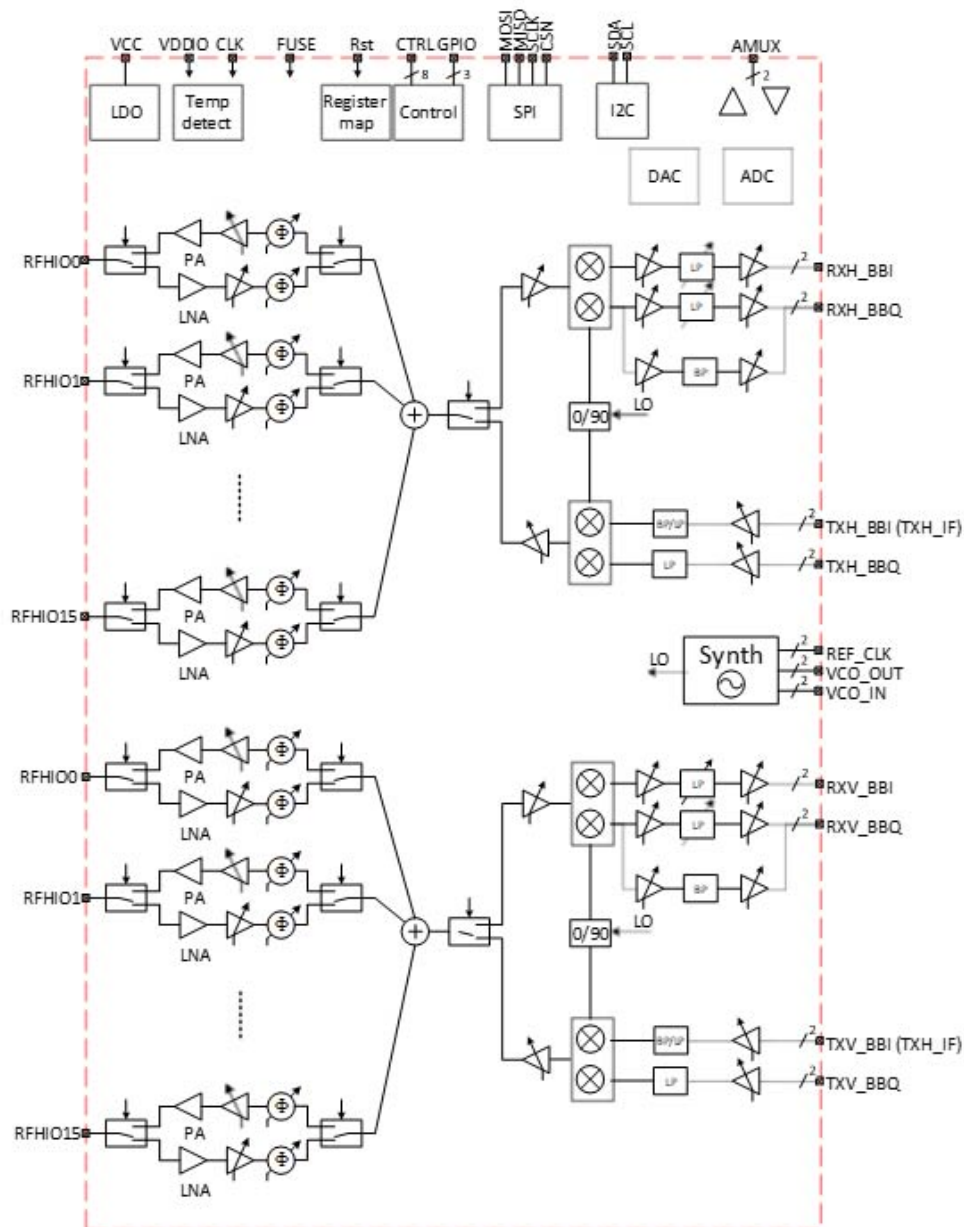 VCC VDDIO CLK FUSE Rst CTRL GPIO MOSI MISO SCLK CSN SDA SCL AMUX
8 3 2
LDO
Temp
detect
Register
map
Control
SPI
I2C
DAC
ADC
RFHIO0
PA
Φ
LNA
Φ
RFHIO1
PA
Φ
LNA
Φ
RFHIO15
PA
Φ
LNA
Φ
LP
2
RXH_BBI
LP
2
RXH_BBQ
BP
0/90
LO
BP/LP
2
TXH_BBI (TXH_IF)
LP
2
TXH_BBQ
LO
Synth
2
REF_CLK
2
VCO_OUT
2
VCO_IN
RFHIO0
PA
Φ
LNA
Φ
RFHIO1
PA
Φ
LNA
Φ
RFHIO15
PA
Φ
LNA
Φ
LP
2
RXV_BBI
LP
2
RXV_BBQ
BP
0/90
LO
BP/LP
2
TXV_BBI (TXH_IF)
LP
2
TXV_BBQ